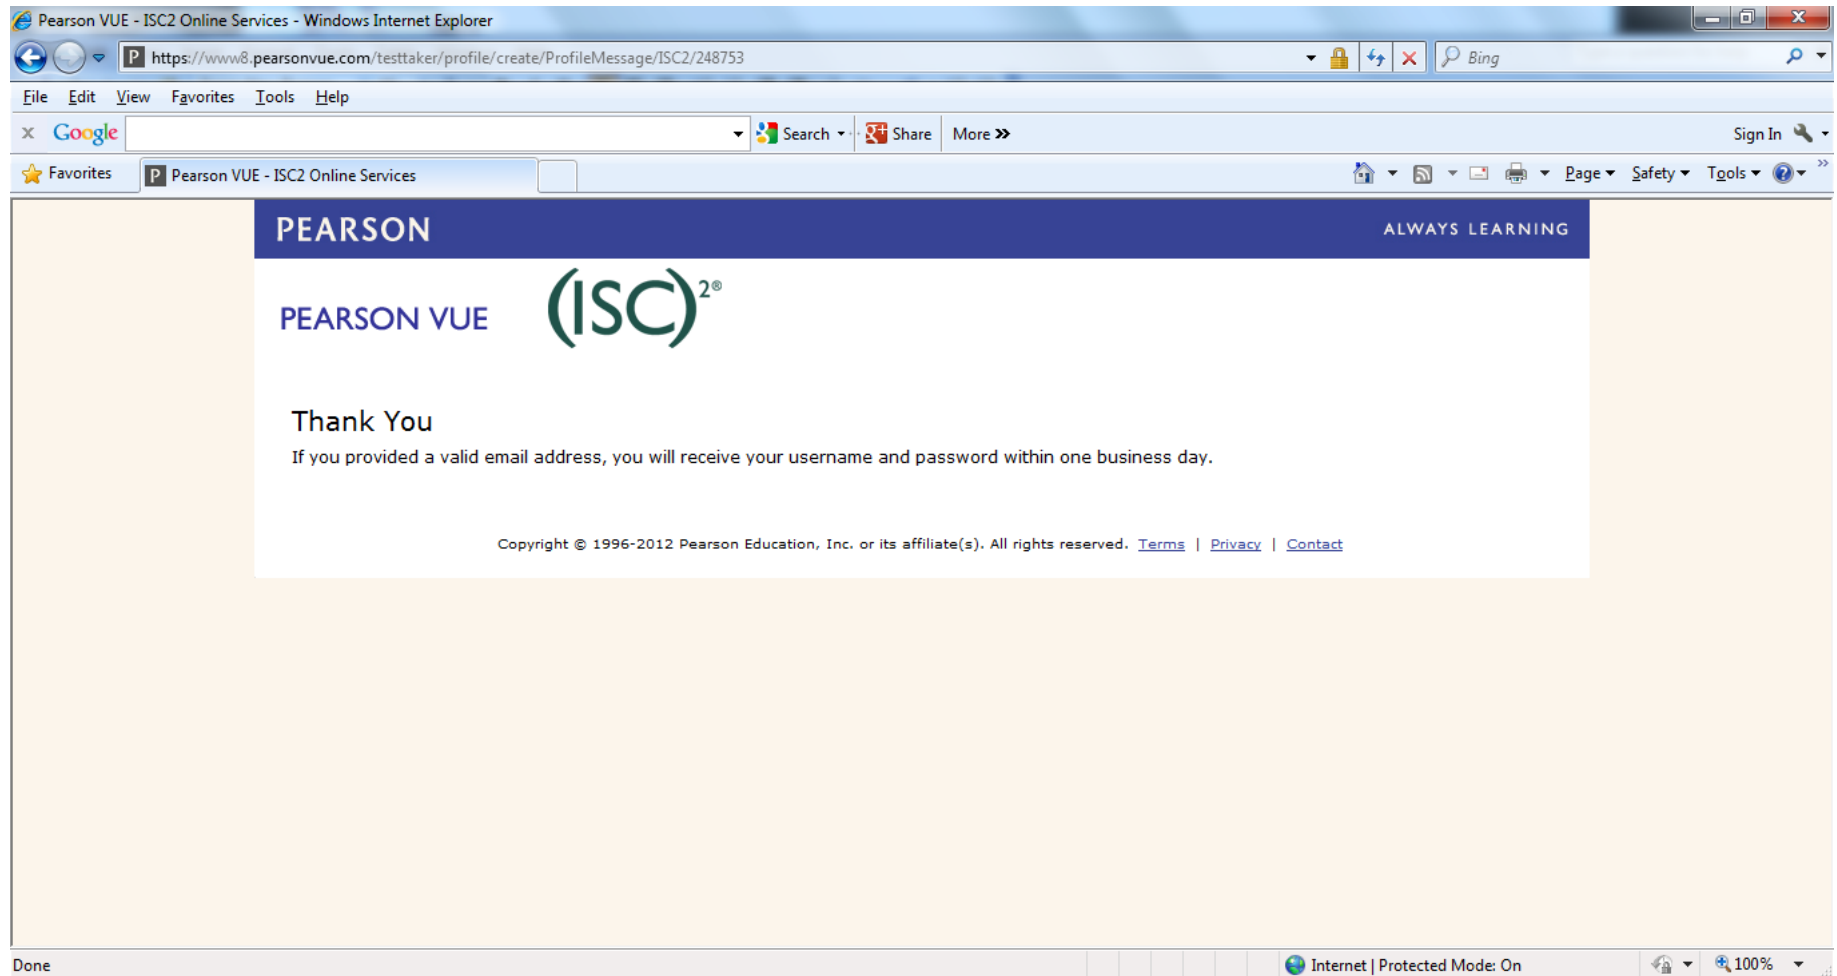 Pearson VUE - ISC2 Online Services - Windows Internet Explorer
P https://www8.pearsonvue.com/testtaker/profile/create/ProfileMessage/ISC2/248753 Bing
File Edit View Favorites Tools Help
x Google Search Share More >> Sign In
Favorites P Pearson VUE - ISC2 Online Services Page Safety Tools
PEARSON ALWAYS LEARNING
PEARSON VUE (ISC)²®
Thank You
If you provided a valid email address, you will receive your username and password within one business day.
Copyright © 1996-2012 Pearson Education, Inc. or its affiliate(s). All rights reserved. Terms | Privacy | Contact
Done Internet | Protected Mode: On 100%